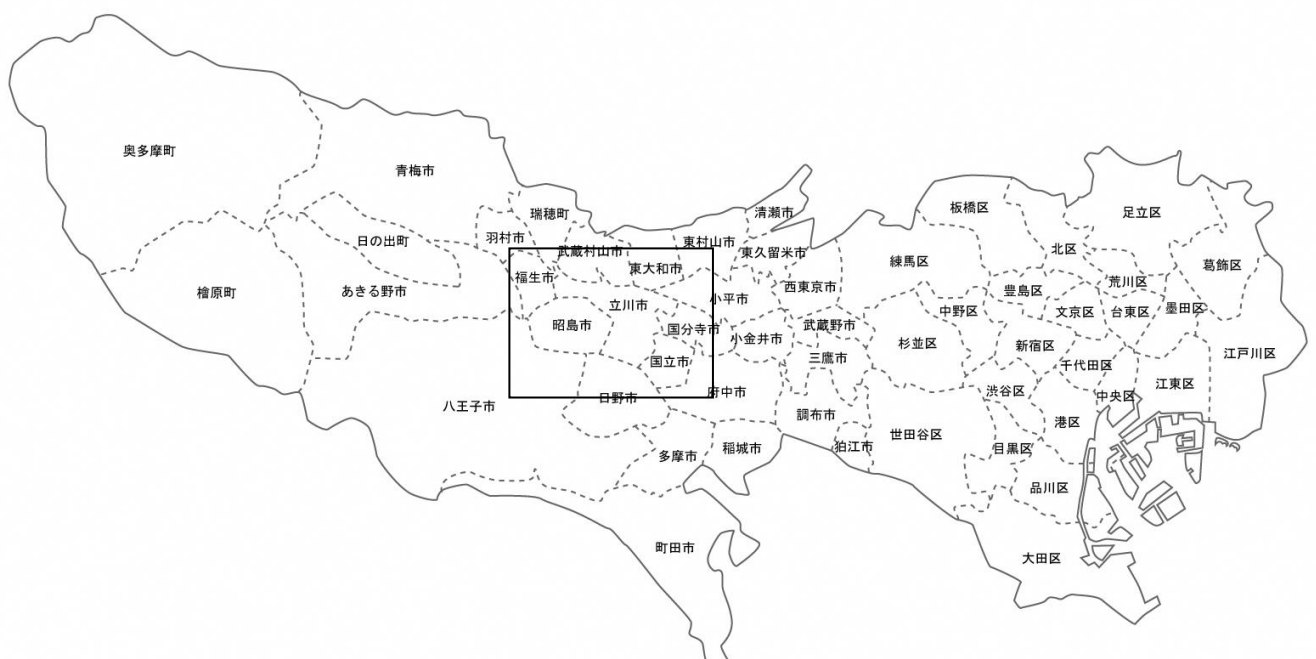 奥多摩町
青梅市
瑞穂町
羽村市
日の出町
檜原町
あきる野市
福生市
武蔵村山市
東大和市
東村山市
清瀬市
東久留米市
西東京市
小平市
立川市
昭島市
国分寺市
国立市
小金井市
武蔵野市
三鷹市
八王子市
日野市
府中市
調布市
狛江市
多摩市
稲城市
町田市
板橋区
練馬区
北区
足立区
葛飾区
荒川区
豊島区
文京区
台東区
墨田区
中野区
杉並区
新宿区
千代田区
江戸川区
江東区
中央区
渋谷区
港区
世田谷区
目黒区
品川区
大田区